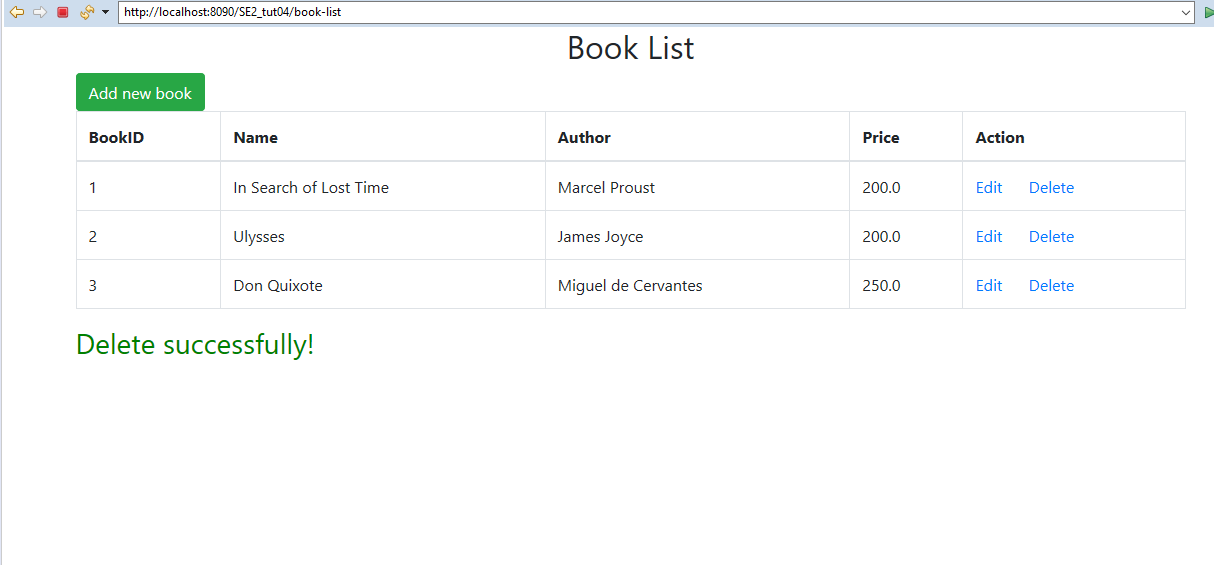 http://localhost:8090/SE2_tut04/book-list
Book List
Add new book
BookID Name Author Price Action
1 In Search of Lost Time Marcel Proust 200.0 Edit Delete
2 Ulysses James Joyce 200.0 Edit Delete
3 Don Quixote Miguel de Cervantes 250.0 Edit Delete
Delete successfully!